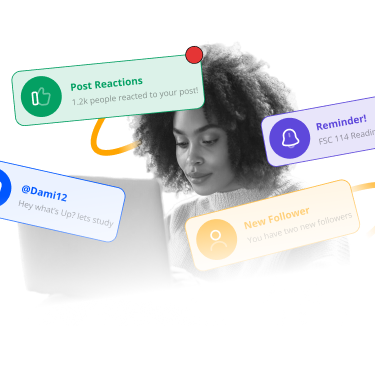 Post Reactions
1.2k people reacted to your post!
Reminder!
FSC 114 Readin
@Dami12
Hey what's Up? lets study
New Follower
You have two new followers